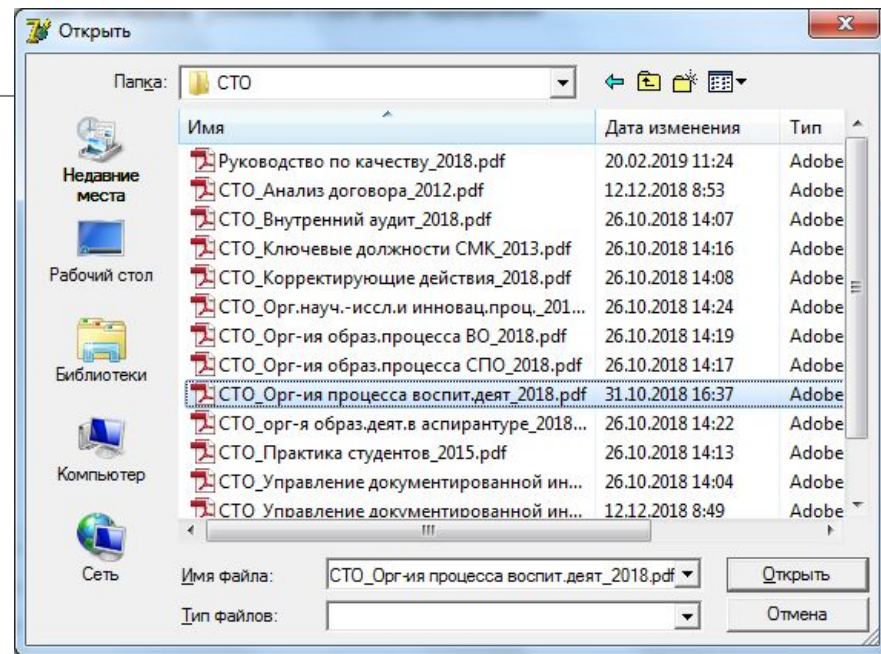 Открыть
Папка: СТО
Имя Дата изменения Тип
Руководство по качеству_2018.pdf 20.02.2019 11:24 Adobe
СТО_Анализ договора_2012.pdf 12.12.2018 8:53 Adobe
СТО_Внутренний аудит_2018.pdf 26.10.2018 14:07 Adobe
СТО_Ключевые должности СМК_2013.pdf 26.10.2018 14:16 Adobe
СТО_Корректирующие действия_2018.pdf 26.10.2018 14:08 Adobe
СТО_Орг.науч.-иссл.и инновац.проц._201... 26.10.2018 14:24 Adobe
СТО_Орг-ия образ.процесса ВО_2018.pdf 26.10.2018 14:19 Adobe
СТО_Орг-ия образ.процесса СПО_2018.pdf 26.10.2018 14:17 Adobe
СТО_Орг-ия процесса воспит.деят_2018.pdf 31.10.2018 16:37 Adobe
СТО_орг-я образ.деят.в аспирантуре_2018... 26.10.2018 14:22 Adobe
СТО_Практика студентов_2015.pdf 26.10.2018 14:13 Adobe
СТО_Управление документированной ин... 26.10.2018 14:04 Adobe
СТО_Управление документированной ин... 12.12.2018 8:49 Adobe
Недавние
места
Рабочий стол
Библиотеки
Компьютер
Сеть
Имя файла: СТО_Орг-ия процесса воспит.деят_2018.pdf Открыть
Тип файлов: Отмена